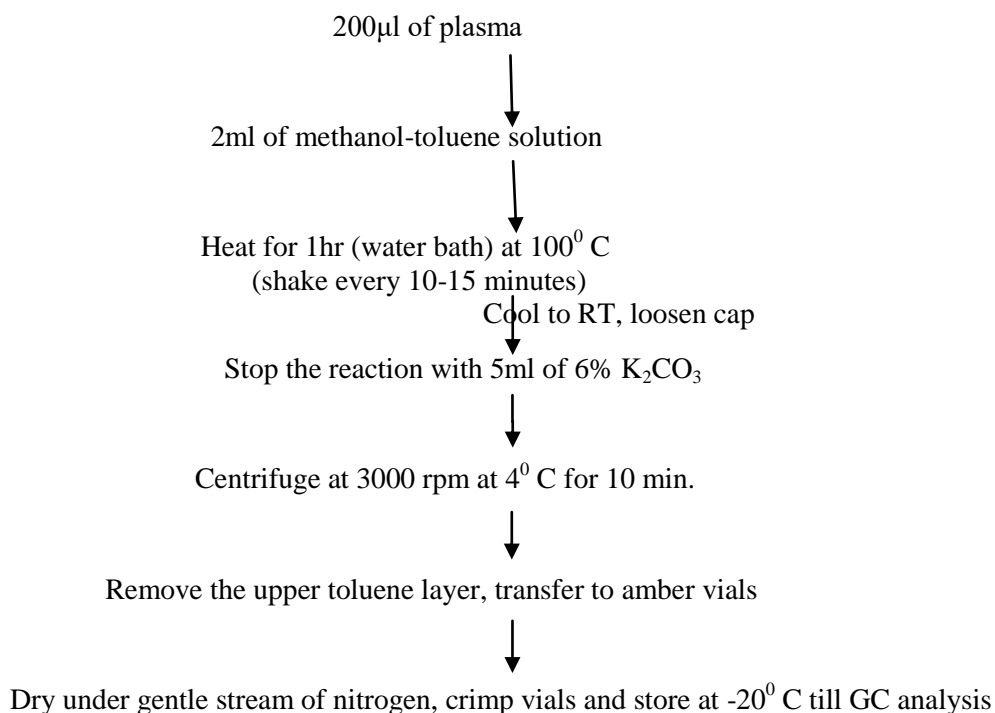 200μl of plasma
2ml of methanol-toluene solution
Heat for 1hr (water bath) at 100⁰ C
(shake every 10-15 minutes)
Cool to RT, loosen cap
Stop the reaction with 5ml of 6% K₂CO₃
Centrifuge at 3000 rpm at 4⁰ C for 10 min.
Remove the upper toluene layer, transfer to amber vials
Dry under gentle stream of nitrogen, crimp vials and store at -20⁰ C till GC analysis